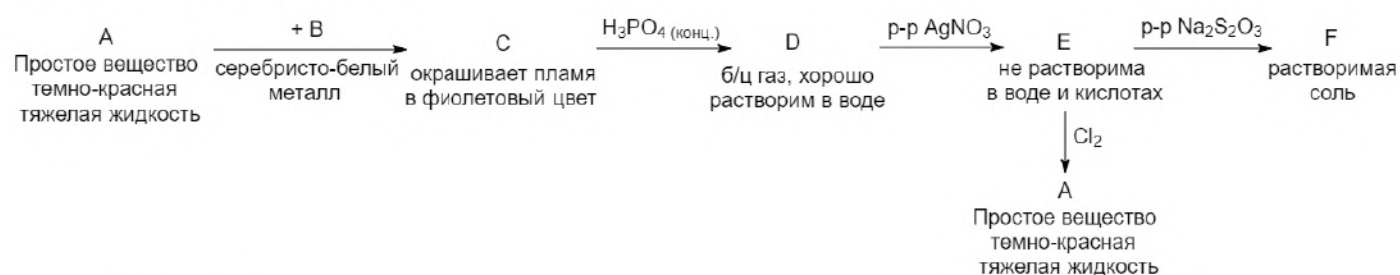 A
Простое вещество
темно-красная
тяжелая жидкость
+ B
серебристо-белый
металл
C
окрашивает пламя
в фиолетовый цвет
H₃PO₄ (конц.)
D
б/ц газ, хорошо
растворим в воде
р-р AgNO₃
E
не растворима
в воде и кислотах
р-р Na₂S₂O₃
F
растворимая
соль
Cl₂
A
Простое вещество
темно-красная
тяжелая жидкость